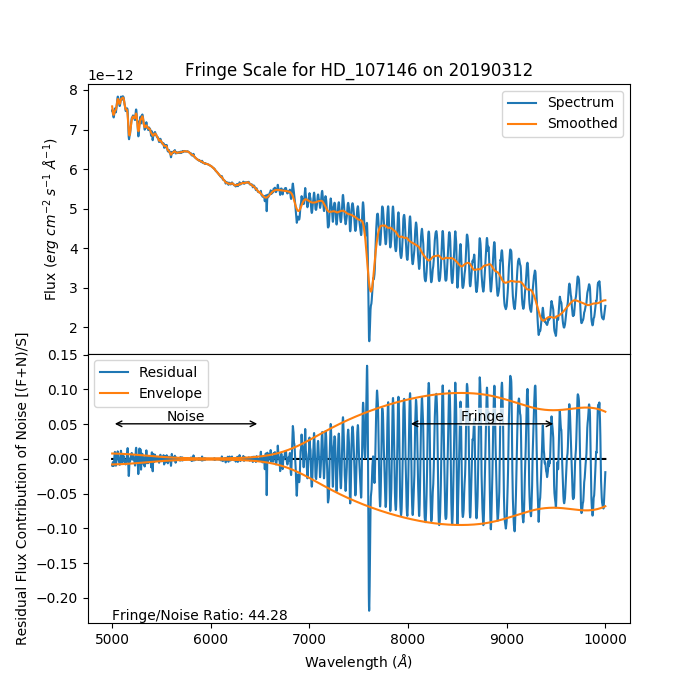 Fringe Scale for HD_107146 on 20190312
1e−12
8
7
6
5
4
3
2
Flux (erg cm⁻² s⁻¹ Å⁻¹)
Spectrum
Smoothed
0.15
0.10
0.05
0.00
−0.05
−0.10
−0.15
−0.20
Residual Flux Contribution of Noise [(F+N)/S]
Residual
Envelope
Noise
Fringe
Fringe/Noise Ratio: 44.28
5000 6000 7000 8000 9000 10000
Wavelength (Å)